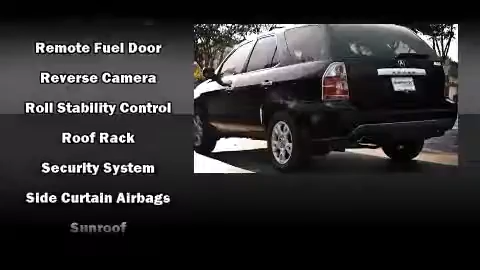 Remote Fuel Door
Reverse Camera
Roll Stability Control
Roof Rack
Security System
Side Curtain Airbags
Sunroof